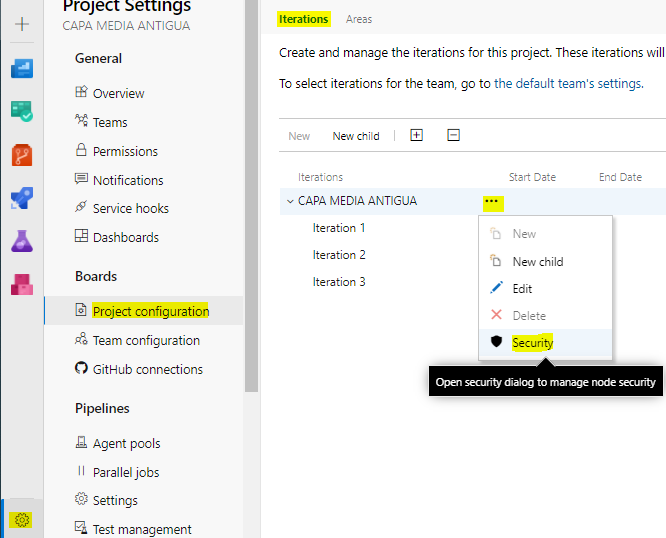 Project Settings
CAPA MEDIA ANTIGUA
General
Overview
Teams
Permissions
Notifications
Service hooks
Dashboards
Boards
Project configuration
Team configuration
GitHub connections
Pipelines
Agent pools
Parallel jobs
Settings
Test management
Iterations Areas
Create and manage the iterations for this project. These iterations will
To select iterations for the team, go to the default team's settings.
New New child
Iterations Start Date End Date
CAPA MEDIA ANTIGUA
Iteration 1
Iteration 2
Iteration 3
New
New child
Edit
Delete
Security
Open security dialog to manage node security